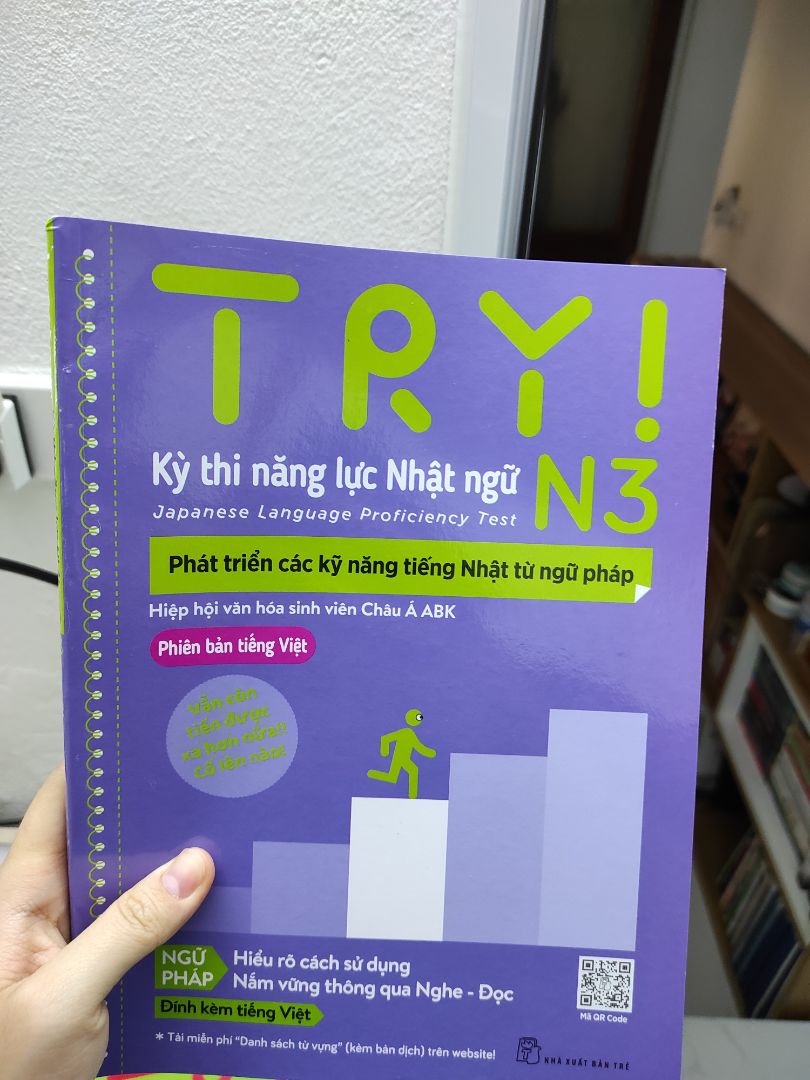 TRY!
Kỳ thi năng lực Nhật ngữ N3
Japanese Language Proficiency Test
Phát triển các kỹ năng tiếng Nhật từ ngữ pháp
Hiệp hội văn hóa sinh viên Châu Á ABK
Phiên bản tiếng Việt
Vẫn còn
tiến được
xa hơn nữa!!
Cố lên nào!
NGỮ
PHÁP
Hiểu rõ cách sử dụng
Nắm vững thông qua Nghe - Đọc
Đính kèm tiếng Việt
Mã QR Code
* Tải miễn phí "Danh sách từ vựng" (kèm bản dịch) trên website!
NHÀ XUẤT BẢN TRẺ